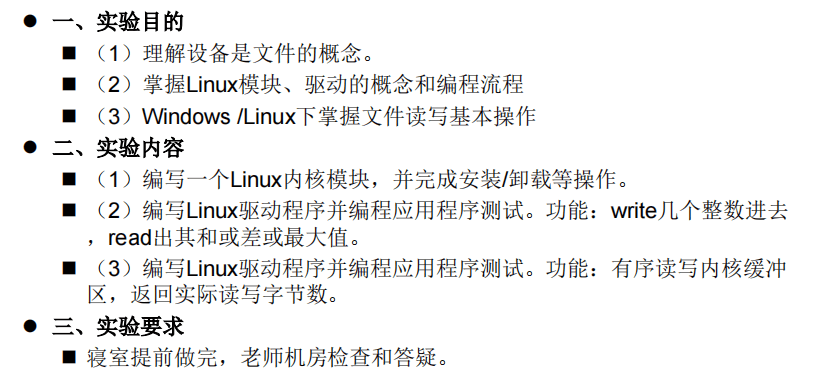 一、实验目的
（1）理解设备是文件的概念。
（2）掌握Linux模块、驱动的概念和编程流程
（3）Windows /Linux下掌握文件读写基本操作
二、实验内容
（1）编写一个Linux内核模块，并完成安装/卸载等操作。
（2）编写Linux驱动程序并编程应用程序测试。功能：write几个整数进去
，read出其和或差或最大值。
（3）编写Linux驱动程序并编程应用程序测试。功能：有序读写内核缓冲
区，返回实际读写字节数。
三、实验要求
寝室提前做完，老师机房检查和答疑。